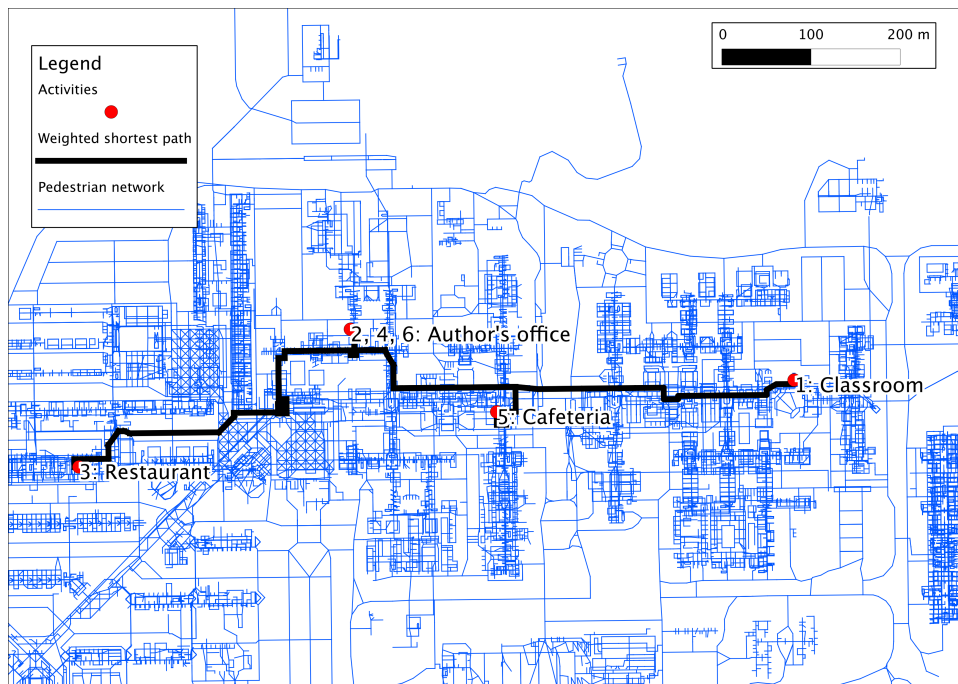 Legend
Activities
Weighted shortest path
Pedestrian network
0 100 200 m
2, 4, 6: Author's office
1: Classroom
5: Cafeteria
3: Restaurant